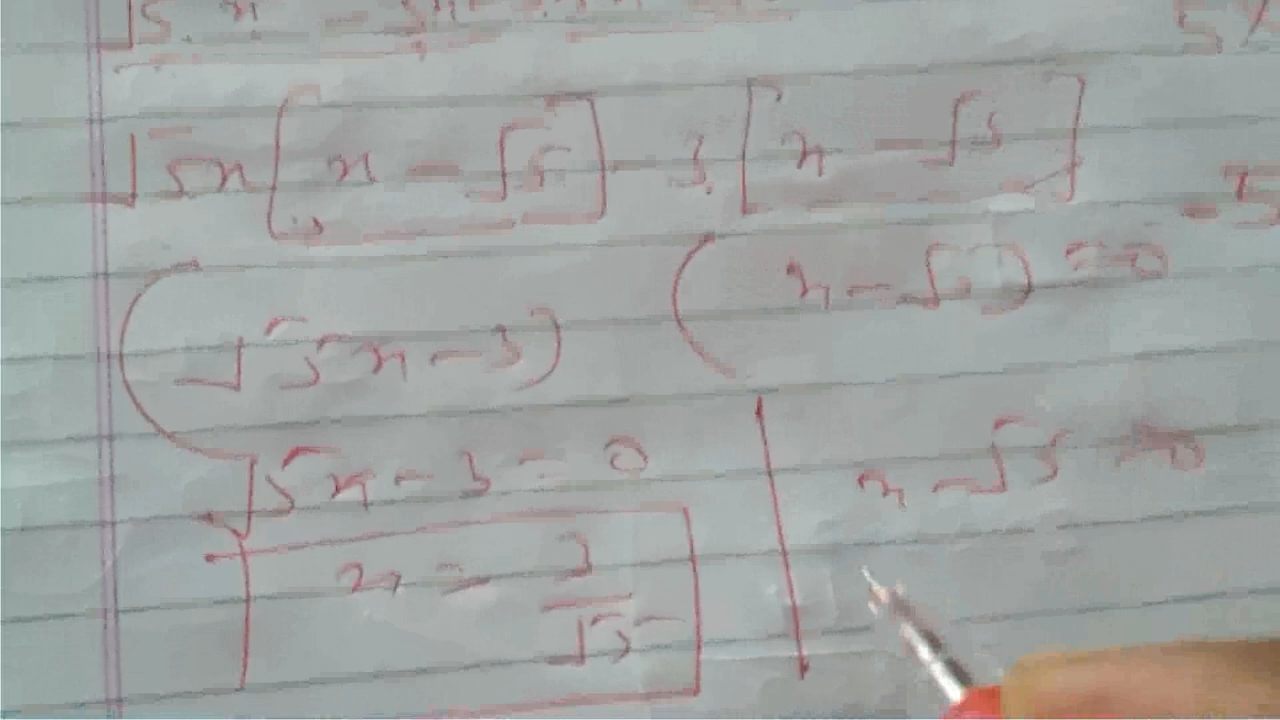 √5x[x - √5] - 3[x - √5]
(√5x - 3) (x - √5) = 0
√5x - 3 = 0
x - √5 = 0
x = 3/√5